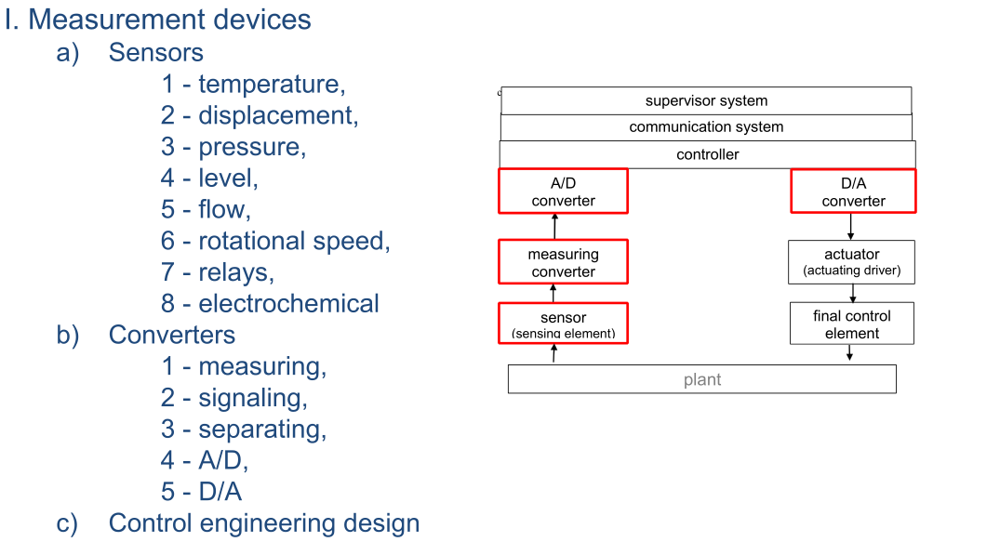 I. Measurement devices
a) Sensors
1 - temperature,
2 - displacement,
3 - pressure,
4 - level,
5 - flow,
6 - rotational speed,
7 - relays,
8 - electrochemical
b) Converters
1 - measuring,
2 - signaling,
3 - separating,
4 - A/D,
5 - D/A
c) Control engineering design
supervisor system
communication system
controller
A/D
converter
D/A
converter
measuring
converter
actuator
(actuating driver)
sensor
(sensing element)
final control
element
plant